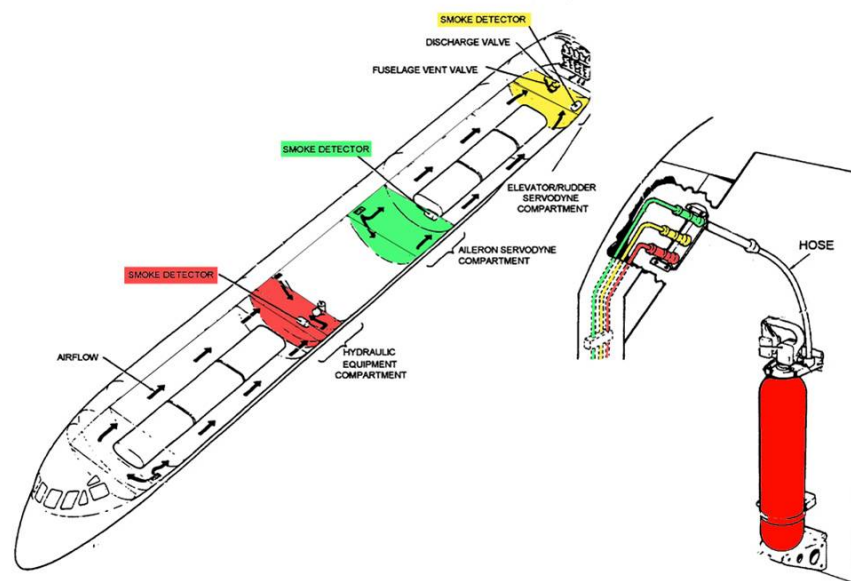 SMOKE DETECTOR
DISCHARGE VALVE
FUSELAGE VENT VALVE
SMOKE DETECTOR
ELEVATOR/RUDDER
SERVODYNE
COMPARTMENT
AILERON SERVODYNE
COMPARTMENT
SMOKE DETECTOR
HYDRAULIC
EQUIPMENT
COMPARTMENT
AIRFLOW
HOSE